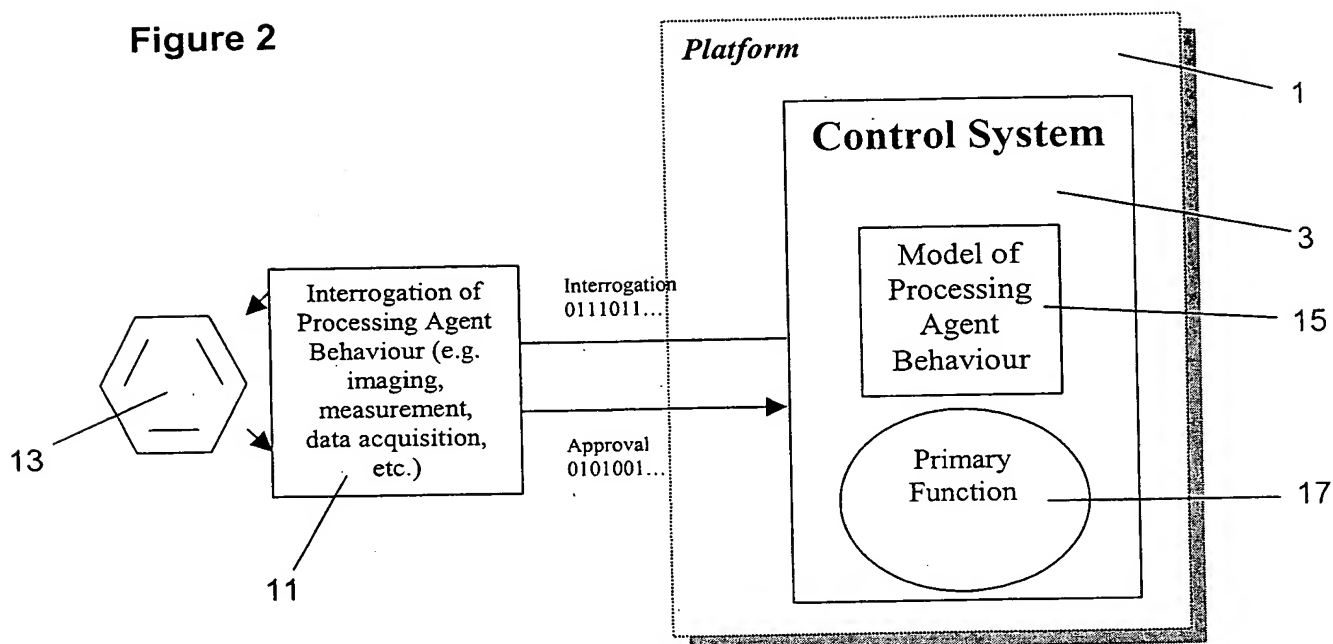 Figure 2
Platform
1
Control System
3
Model of
Processing
Agent
Behaviour
15
Interrogation of
Processing Agent
Behaviour (e.g.
imaging,
measurement,
data acquisition,
etc.)
Interrogation
0111011...
Approval
0101001...
13
11
Primary
Function
17